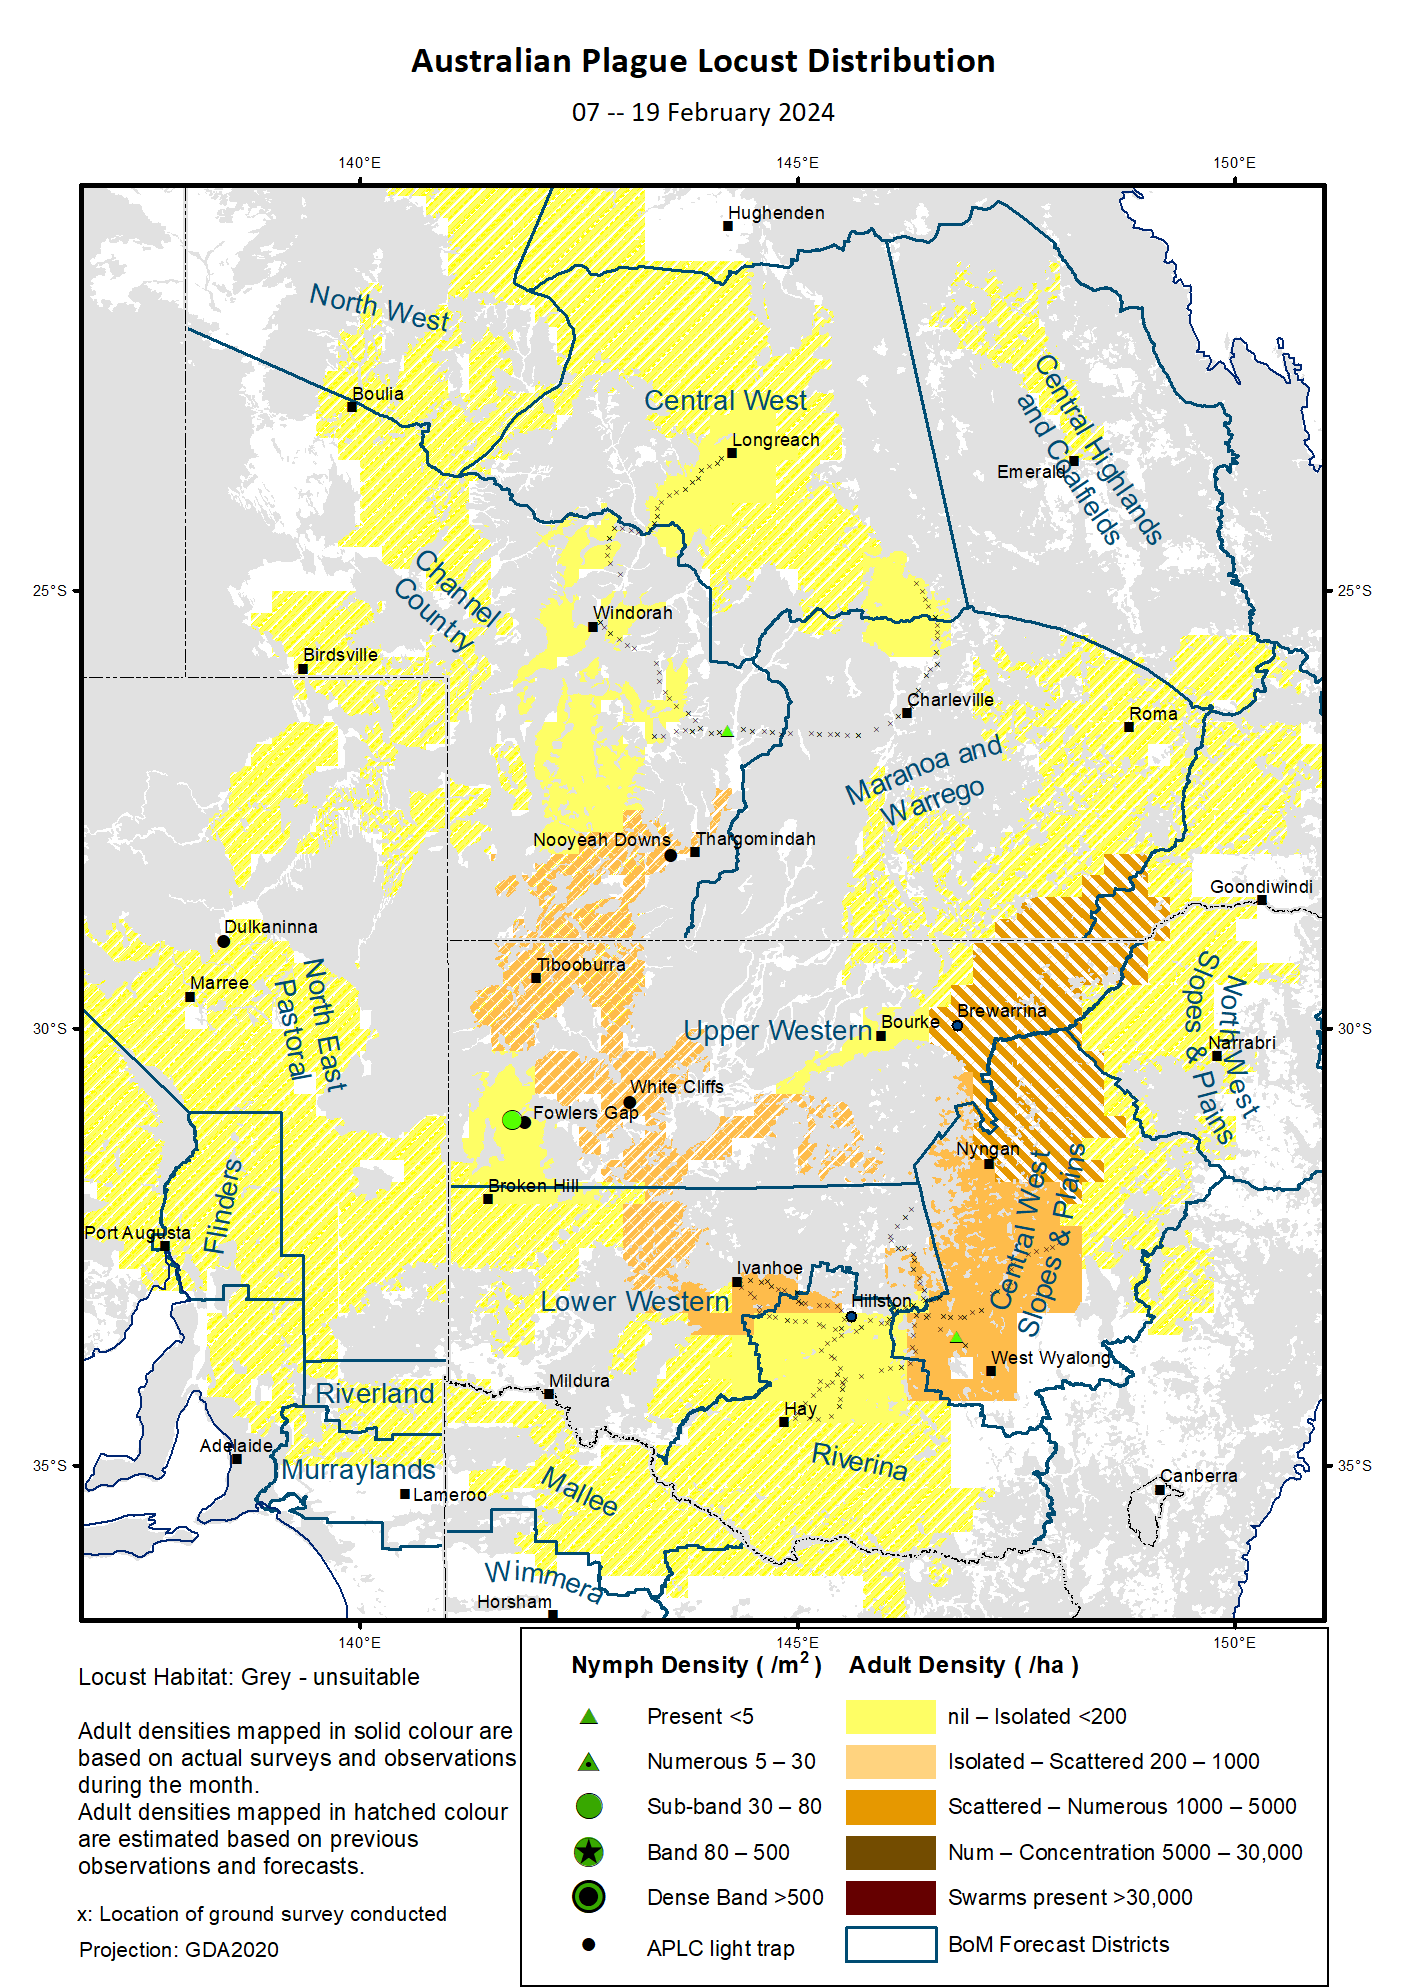 Australian Plague Locust Distribution
07 -- 19 February 2024
140°E
145°E
150°E
Hughenden
North West
Boulia
Central West
Longreach
Central Highlands
and Coalfields
Emerald
25°S
25°S
Channel
Country
Windorah
Birdsville
Charleville
Roma
Maranoa and
Warrego
Nooyeah Downs
Thargomindah
Goondiwindi
Dulkaninna
Tibooburra
Marree
North East
Pastoral
North West
Slopes & Plains
30°S
30°S
Upper Western
Bourke
Brewarrina
Narrabri
White Cliffs
Fowlers Gap
Nyngan
Central West
Slopes & Plains
Broken Hill
Flinders
Port Augusta
Ivanhoe
Lower Western
Hillston
West Wyalong
Riverland
Mildura
Hay
Adelaide
Murraylands
Riverina
35°S
35°S
Mallee
Lameroo
Canberra
Wimmera
Horsham
140°E
145°E
150°E
Locust Habitat: Grey - unsuitable
Adult densities mapped in solid colour are
based on actual surveys and observations
during the month.
Adult densities mapped in hatched colour
are estimated based on previous
observations and forecasts.
x: Location of ground survey conducted
Projection: GDA2020
Nymph Density ( /m² )
Present <5
Numerous 5 – 30
Sub-band 30 – 80
Band 80 – 500
Dense Band >500
APLC light trap
Adult Density ( /ha )
nil – Isolated <200
Isolated – Scattered 200 – 1000
Scattered – Numerous 1000 – 5000
Num – Concentration 5000 – 30,000
Swarms present >30,000
BoM Forecast Districts